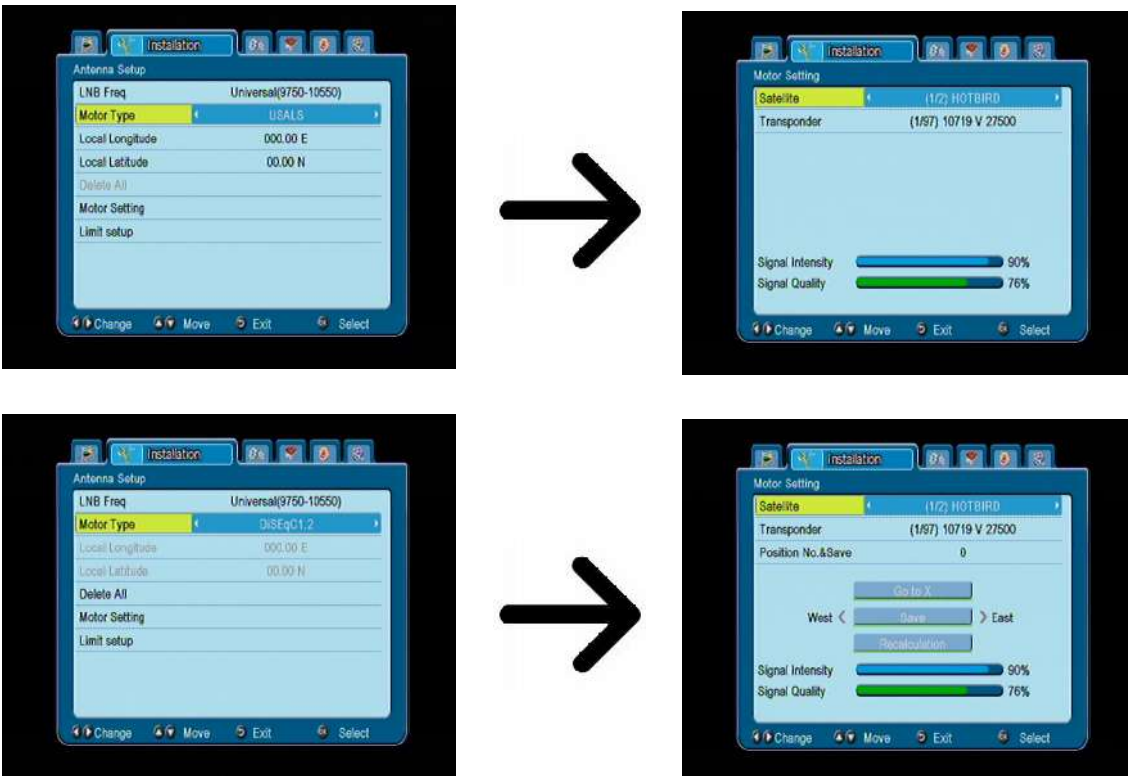 Installation
Antenna Setup
LNB Freq Universal(9750-10550)
Motor Type USALS
Local Longitude 000.00 E
Local Latitude 00.00 N
Delete All
Motor Setting
Limit setup
Change Move Exit Select
Installation
Motor Setting
Satellite (1/2) HOTBIRD
Transponder (1/97) 10719 V 27500
Signal Intensity 90%
Signal Quality 76%
Change Move Exit Select
Installation
Antenna Setup
LNB Freq Universal(9750-10550)
Motor Type DiSEqC1.2
Local Longitude 000.00 E
Local Latitude 00.00 N
Delete All
Motor Setting
Limit setup
Change Move Exit Select
Installation
Motor Setting
Satellite (1/2) HOTBIRD
Transponder (1/97) 10719 V 27500
Position No.&Save 0
Go to X
West Save East
Recalculation
Signal Intensity 90%
Signal Quality 76%
Change Move Exit Select